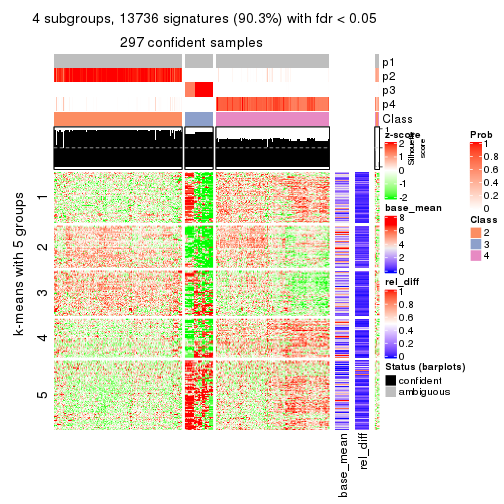 4 subgroups, 13736 signatures (90.3%) with fdr < 0.05
297 confident samples
p1
p2
p3
p4
Class
Silhouette
score
k-means with 5 groups
1
2
3
4
5
base_mean
rel_diff
z-score
2
1
0
-1
-2
base_mean
8
6
4
2
0
rel_diff
1
0.8
0.6
0.4
0.2
0
Status (barplots)
confident
ambiguous
Prob
1
0.8
0.6
0.4
0.2
0
Class
2
3
4